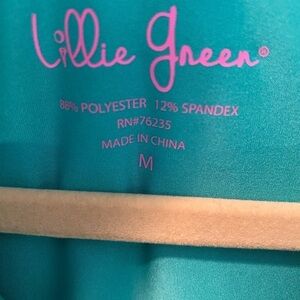 Lillie green®
88% POLYESTER 12% SPANDEX
RN#76235
MADE IN CHINA
M